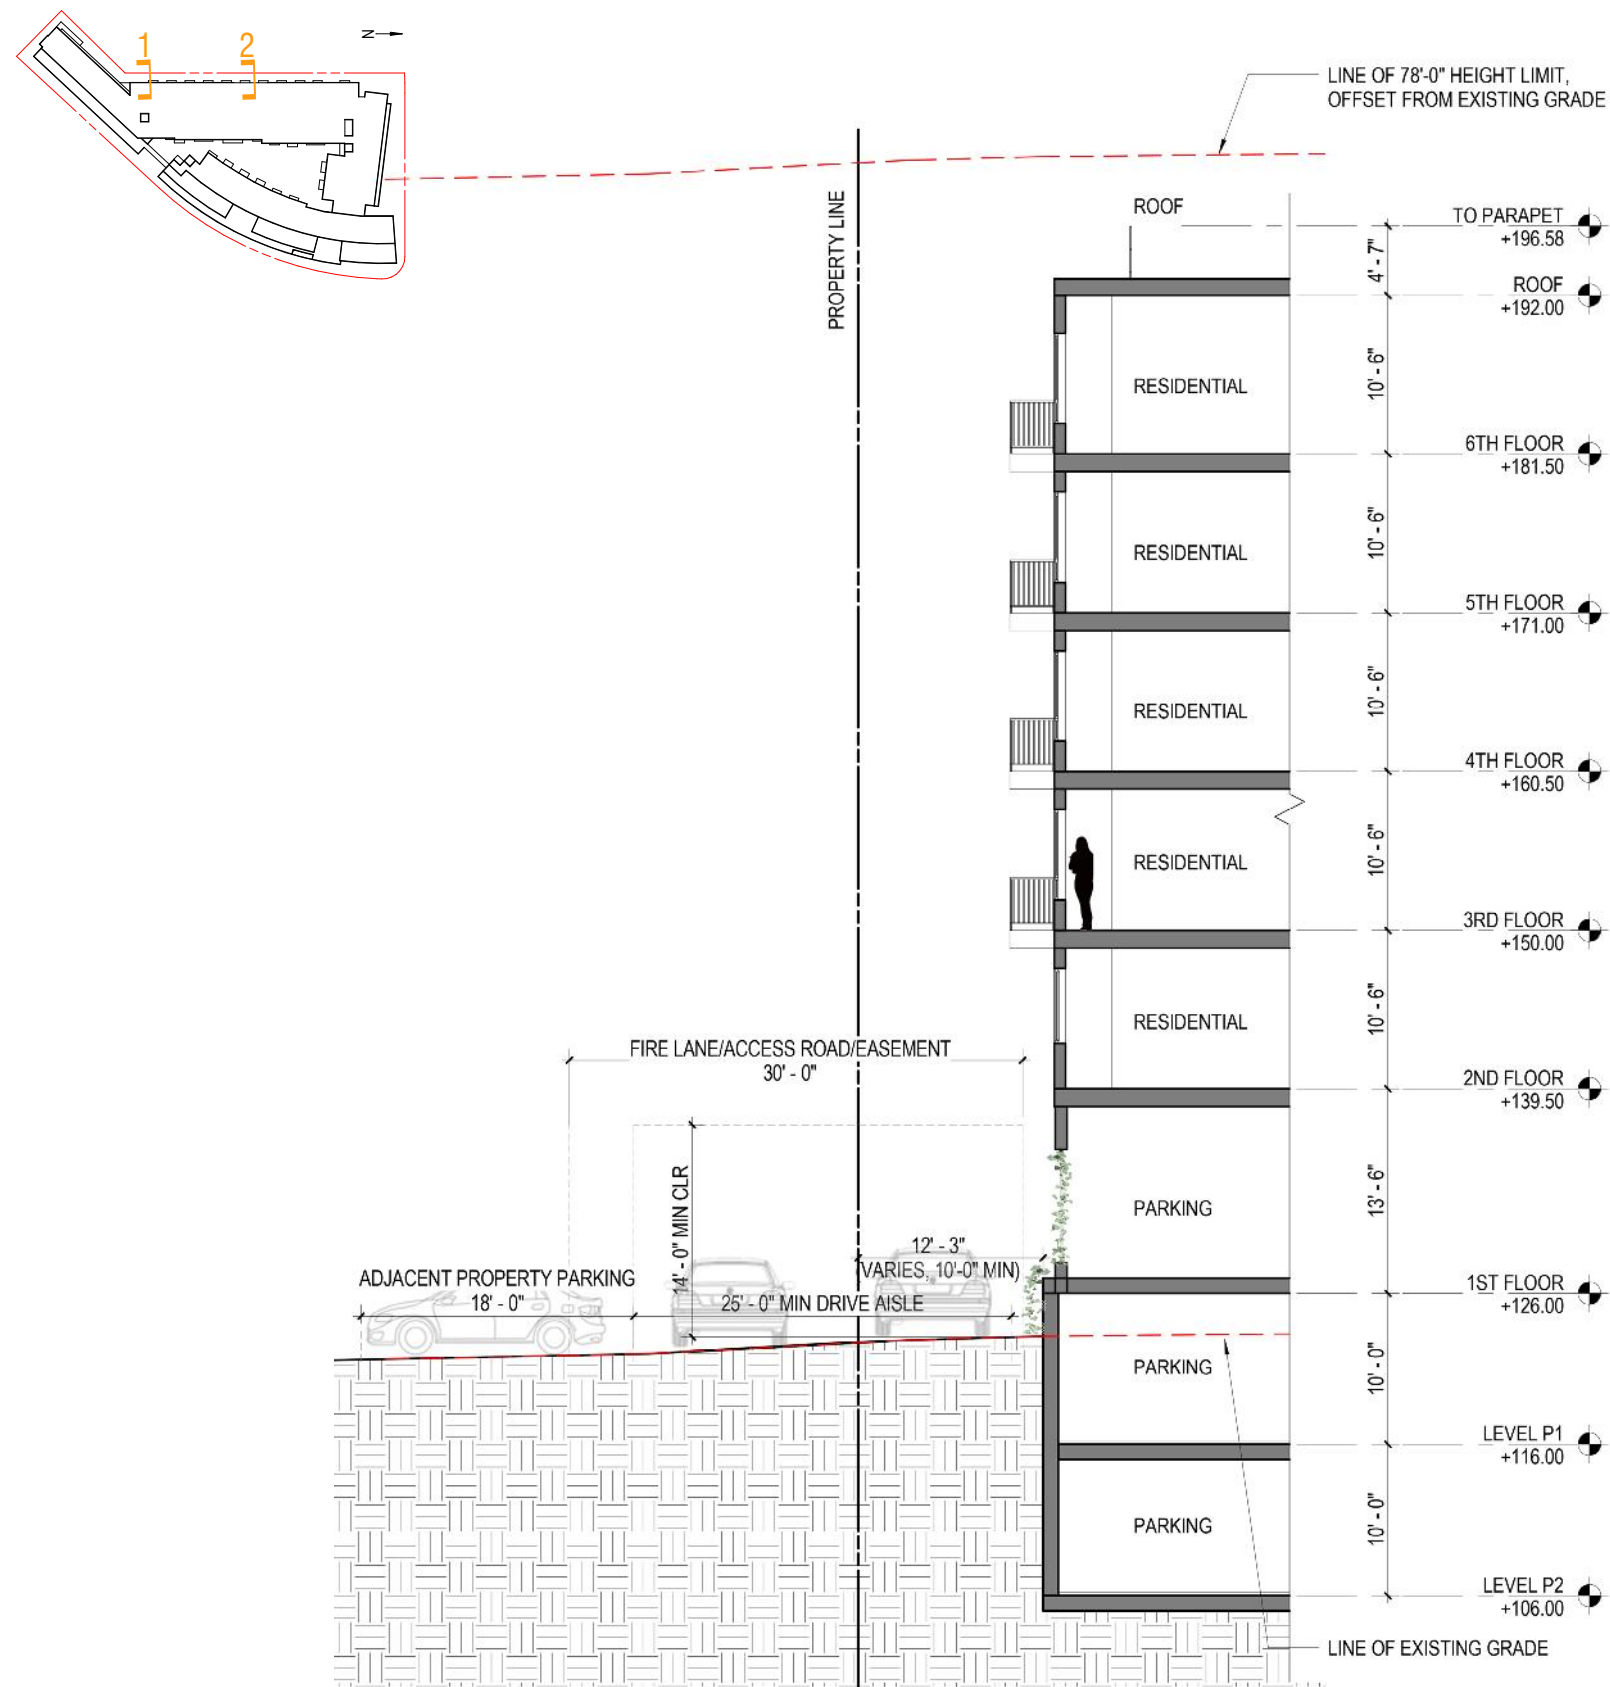 1
2
N
LINE OF 78'-0" HEIGHT LIMIT,
OFFSET FROM EXISTING GRADE
PROPERTY LINE
ROOF
TO PARAPET
+196.58
4' - 7"
ROOF
+192.00
10' - 6"
RESIDENTIAL
6TH FLOOR
+181.50
10' - 6"
RESIDENTIAL
5TH FLOOR
+171.00
10' - 6"
RESIDENTIAL
4TH FLOOR
+160.50
10' - 6"
RESIDENTIAL
3RD FLOOR
+150.00
10' - 6"
RESIDENTIAL
FIRE LANE/ACCESS ROAD/EASEMENT
30' - 0"
2ND FLOOR
+139.50
14' - 0" MIN CLR
13' - 6"
PARKING
12' - 3"
(VARIES, 10'-0" MIN)
ADJACENT PROPERTY PARKING
18' - 0"
25' - 0" MIN DRIVE AISLE
1ST FLOOR
+126.00
10' - 0"
PARKING
LEVEL P1
+116.00
10' - 0"
PARKING
LEVEL P2
+106.00
LINE OF EXISTING GRADE